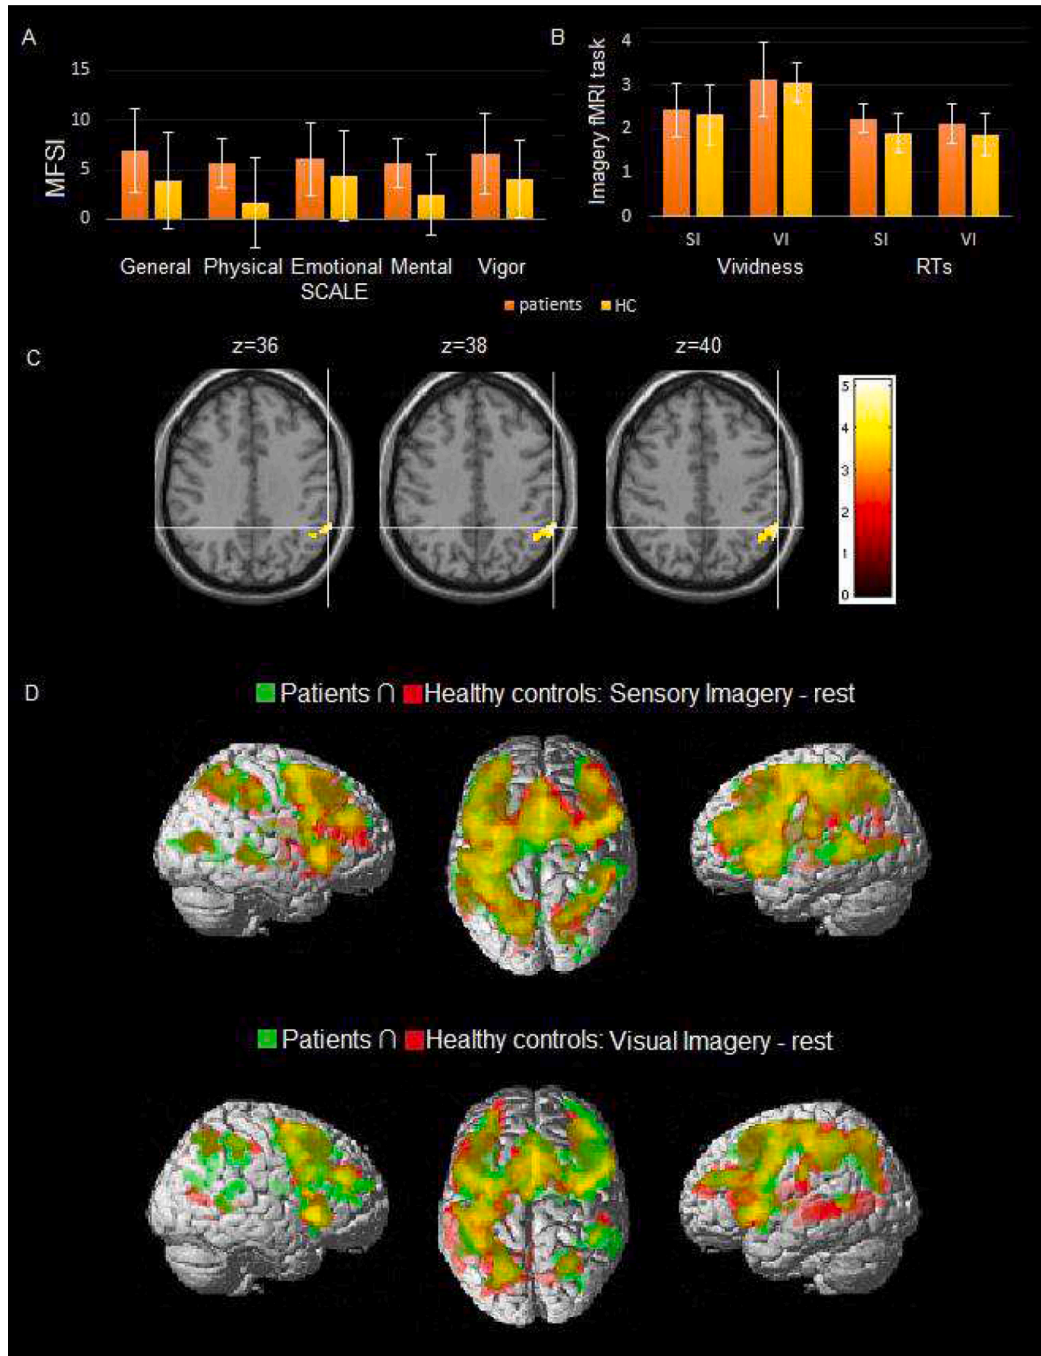 A
MFSI
15
10
5
0
General Physical Emotional Mental Vigor
SCALE
B
Imagery fMRI task
4
3
2
1
0
SI VI SI VI
Vividness RTs
patients HC
C
z=36 z=38 z=40
5
4
3
2
1
0
D
Patients ∩ Healthy controls: Sensory Imagery - rest
Patients ∩ Healthy controls: Visual Imagery - rest